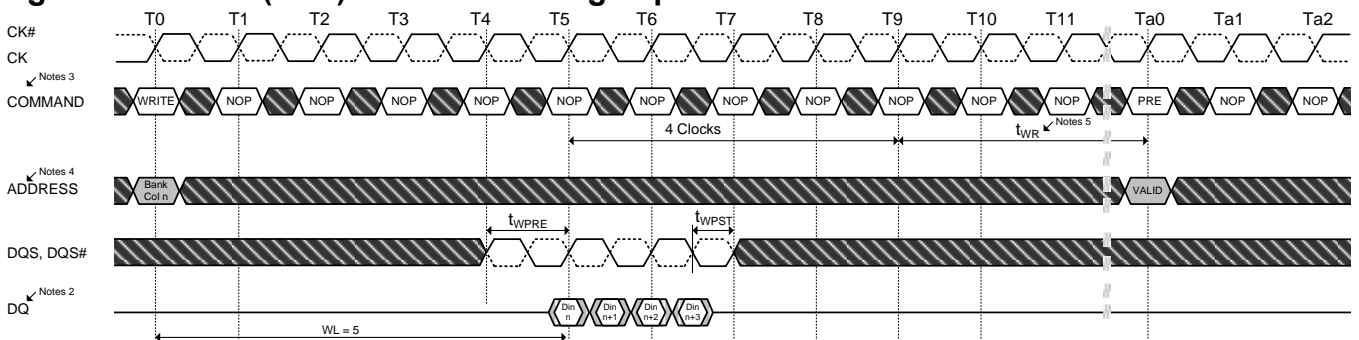 T0 T1 T2 T3 T4 T5 T6 T7 T8 T9 T10 T11 Ta0 Ta1 Ta2
CK#
CK
Notes 3
COMMAND WRITE NOP NOP NOP NOP NOP NOP NOP NOP NOP NOP NOP PRE NOP NOP
4 Clocks tWR Notes 5
Notes 4
ADDRESS Bank Col n VALID
tWPRE tWPST
DQS, DQS#
Notes 2
DQ Din n Din n+1 Din n+2 Din n+3
WL = 5